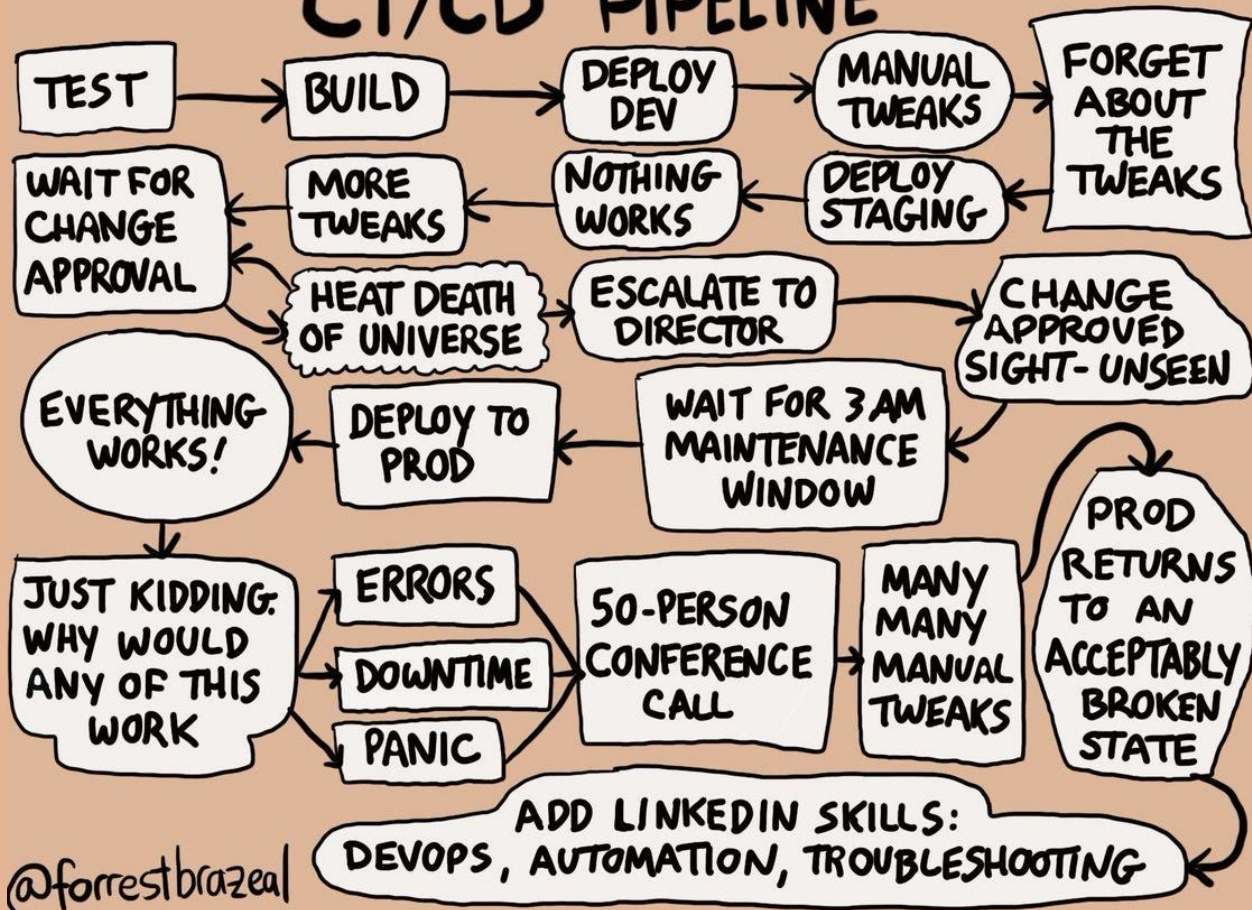 CI/CD PIPELINE
TEST
BUILD
DEPLOY
DEV
MANUAL
TWEAKS
FORGET
ABOUT
THE
TWEAKS
DEPLOY
STAGING
NOTHING
WORKS
MORE
TWEAKS
WAIT FOR
CHANGE
APPROVAL
HEAT DEATH
OF UNIVERSE
ESCALATE TO
DIRECTOR
CHANGE
APPROVED
SIGHT-UNSEEN
WAIT FOR 3 AM
MAINTENANCE
WINDOW
DEPLOY TO
PROD
EVERYTHING
WORKS!
JUST KIDDING.
WHY WOULD
ANY OF THIS
WORK
ERRORS
DOWNTIME
PANIC
50-PERSON
CONFERENCE
CALL
MANY
MANY
MANUAL
TWEAKS
PROD
RETURNS
TO AN
ACCEPTABLY
BROKEN
STATE
ADD LINKEDIN SKILLS:
DEVOPS, AUTOMATION, TROUBLESHOOTING
@forrestbrazeal